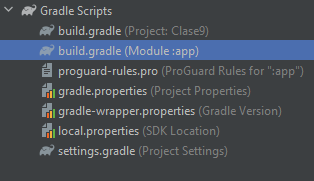 Gradle Scripts
build.gradle (Project: Clase9)
build.gradle (Module :app)
proguard-rules.pro (ProGuard Rules for ":app")
gradle.properties (Project Properties)
gradle-wrapper.properties (Gradle Version)
local.properties (SDK Location)
settings.gradle (Project Settings)